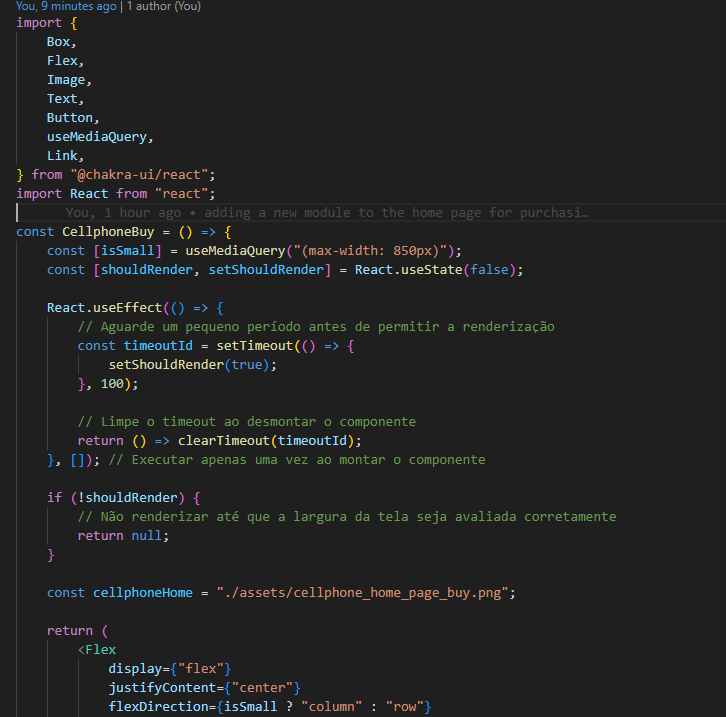 You, 9 minutes ago | 1 author (You)
import {
    Box,
    Flex,
    Image,
    Text,
    Button,
    useMediaQuery,
    Link,
} from "@chakra-ui/react";
import React from "react";
You, 1 hour ago • adding a new module to the home page for purchasi…
const CellphoneBuy = () => {
    const [isSmall] = useMediaQuery("(max-width: 850px)");
    const [shouldRender, setShouldRender] = React.useState(false);
    React.useEffect(() => {
        // Aguarde um pequeno período antes de permitir a renderização
        const timeoutId = setTimeout(() => {
            setShouldRender(true);
        }, 100);
        // Limpe o timeout ao desmontar o componente
        return () => clearTimeout(timeoutId);
    }, []); // Executar apenas uma vez ao montar o componente
    if (!shouldRender) {
        // Não renderizar até que a largura da tela seja avaliada corretamente
        return null;
    }
    const cellphoneHome = "./assets/cellphone_home_page_buy.png";
    return (
        <Flex
            display={"flex"}
            justifyContent={"center"}
            flexDirection={isSmall ? "column" : "row"}